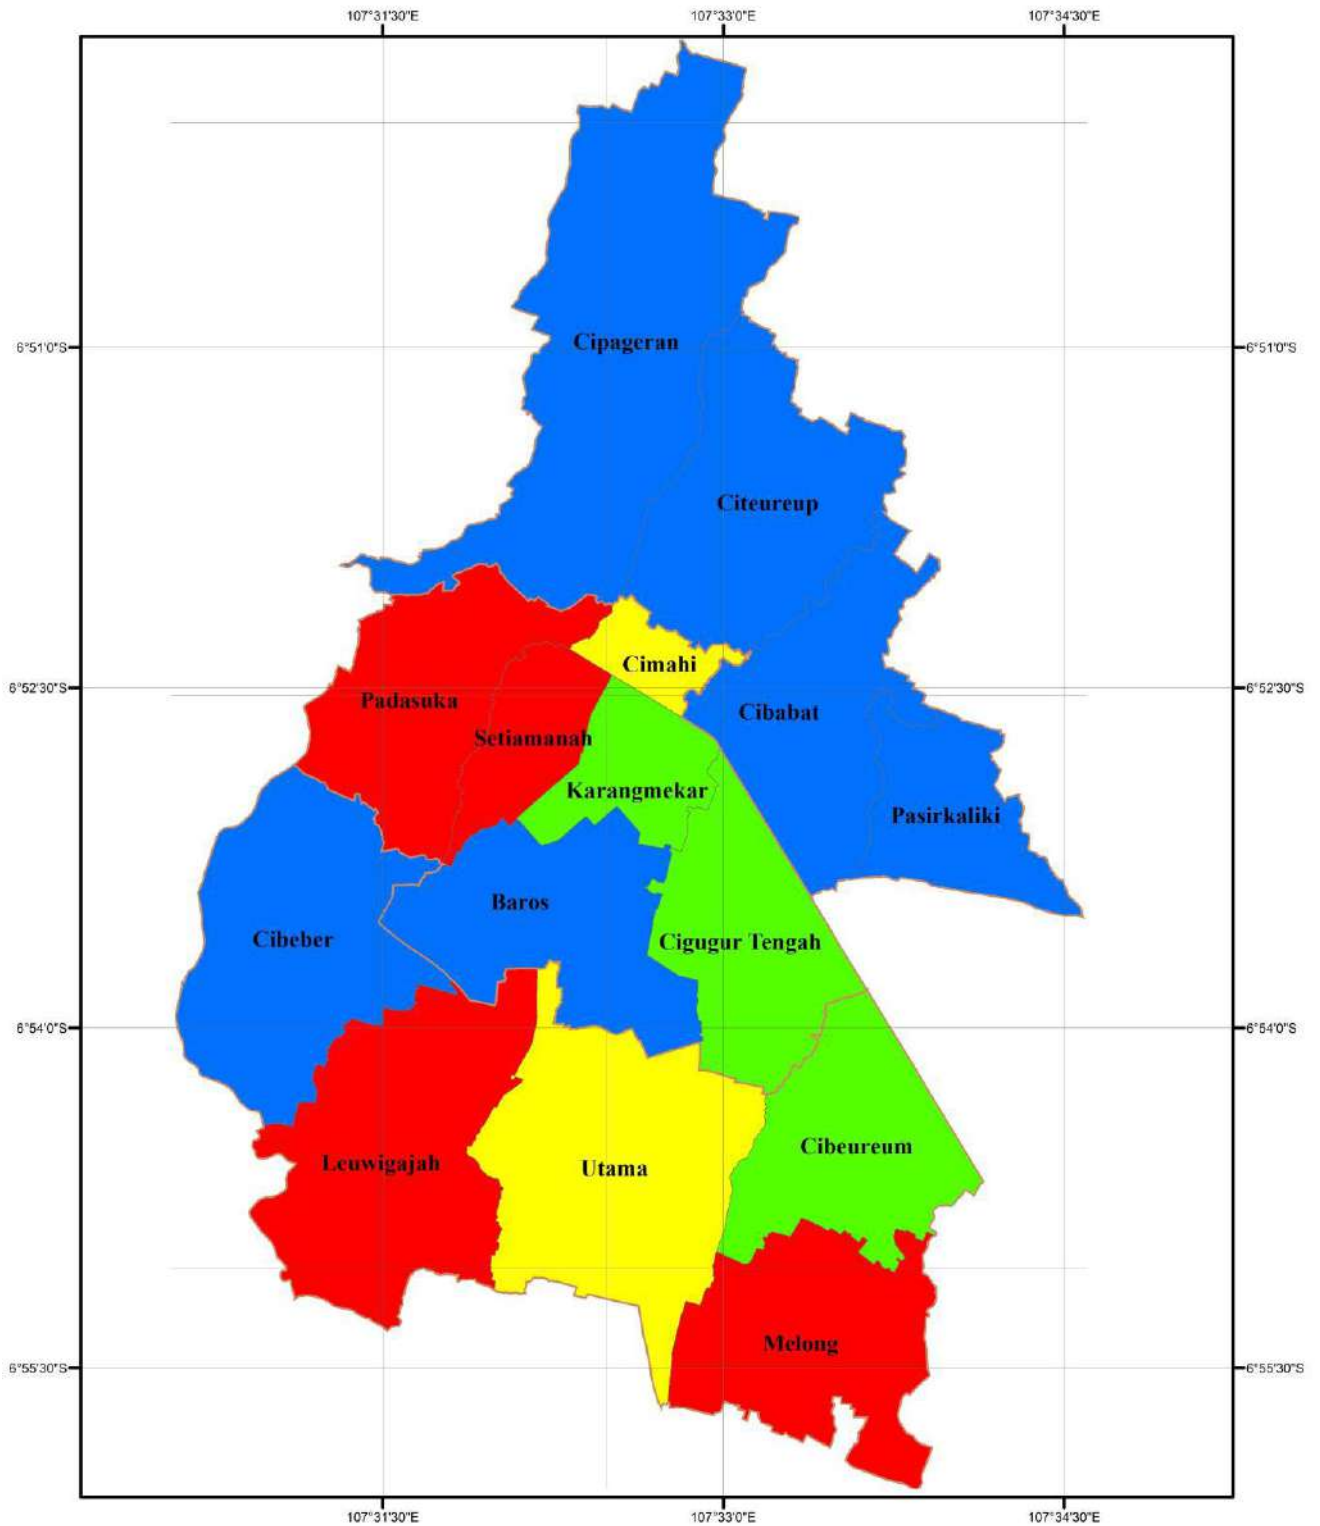 107°31'30"E
107°33'0"E
107°34'30"E
Cipageran
6°51'0"S
6°51'0"S
Citeureup
Cimahi
6°52'30"S
6°52'30"S
Padasuka
Cibabat
Setiamanah
Karangmekar
Pasirkaliki
Baros
Cibeber
Cigugur Tengah
6°54'0"S
6°54'0"S
Cibeureum
Leuwigajah
Utama
Melong
6°55'30"S
6°55'30"S
107°31'30"E
107°33'0"E
107°34'30"E